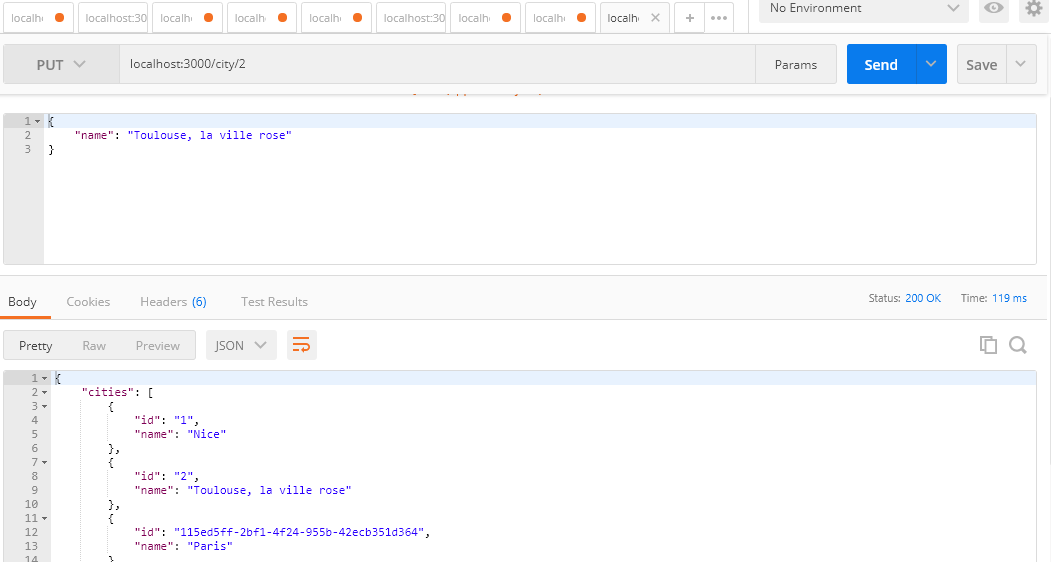 localh localhost:30 localh localh localh localhost:30 localh localh localh + ••• No Environment
PUT localhost:3000/city/2 Params Send Save
1 {
2 "name": "Toulouse, la ville rose"
3 }
Body Cookies Headers (6) Test Results Status: 200 OK Time: 119 ms
Pretty Raw Preview JSON
1 {
2 "cities": [
3 {
4 "id": "1",
5 "name": "Nice"
6 },
7 {
8 "id": "2",
9 "name": "Toulouse, la ville rose"
10 },
11 {
12 "id": "115ed5ff-2bf1-4f24-955b-42ecb351d364",
13 "name": "Paris"
14 }